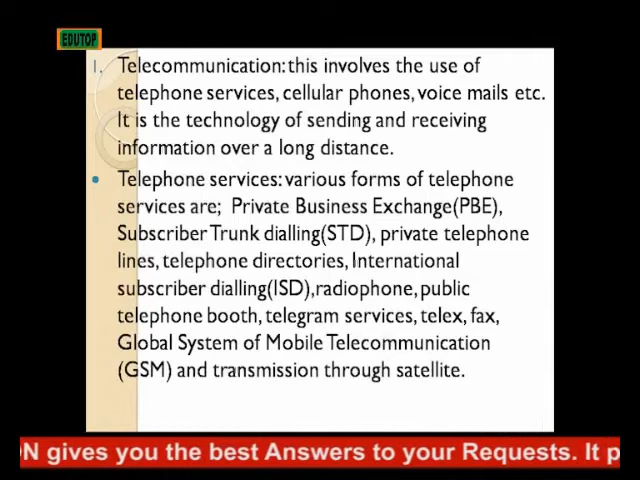 EDUTOP
1. Telecommunication: this involves the use of
telephone services, cellular phones, voice mails etc.
It is the technology of sending and receiving
information over a long distance.
• Telephone services: various forms of telephone
services are; Private Business Exchange(PBE),
Subscriber Trunk dialling(STD), private telephone
lines, telephone directories, International
subscriber dialling(ISD),radiophone, public
telephone booth, telegram services, telex, fax,
Global System of Mobile Telecommunication
(GSM) and transmission through satellite.
ON gives you the best Answers to your Requests. It p